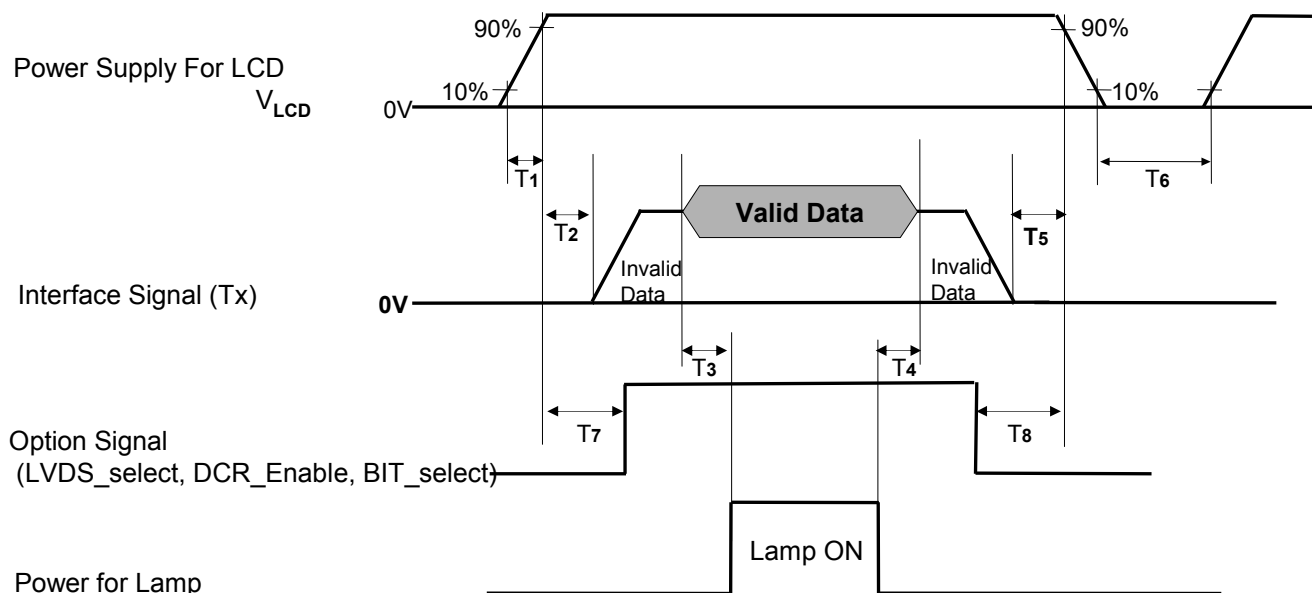 90%
90%
Power Supply For LCD
VLCD
10%
10%
0V
T1
T6
Valid Data
T2
T5
Invalid
Data
Invalid
Data
Interface Signal (Tx)
0V
T3
T4
T7
T8
Option Signal
(LVDS_select, DCR_Enable, BIT_select)
Lamp ON
Power for Lamp